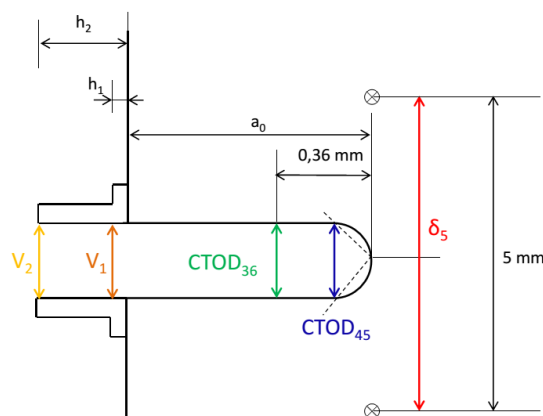 h₂
h₁
a₀
0,36 mm
V₂
V₁
CTOD₃₆
δ₅
5 mm
CTOD₄₅